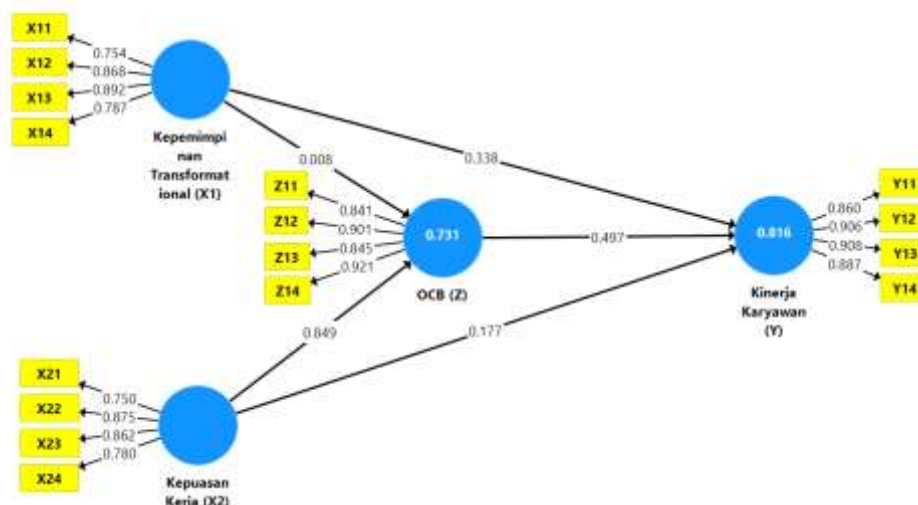 X11
X12
X13
X14
0.754
0.868
0.892
0.787
Kepemimpi
nan
Transformat
ional (X1)
0.008
0.338
Z11
Z12
Z13
Z14
0.841
0.901
0.845
0.921
0.731
OCB (Z)
0.497
0.816
Kinerja
Karyawan
(Y)
0.860
0.906
0.908
0.887
Y11
Y12
Y13
Y14
0.849
0.177
X21
X22
X23
X24
0.750
0.875
0.862
0.780
Kepuasan
Kerja (X2)